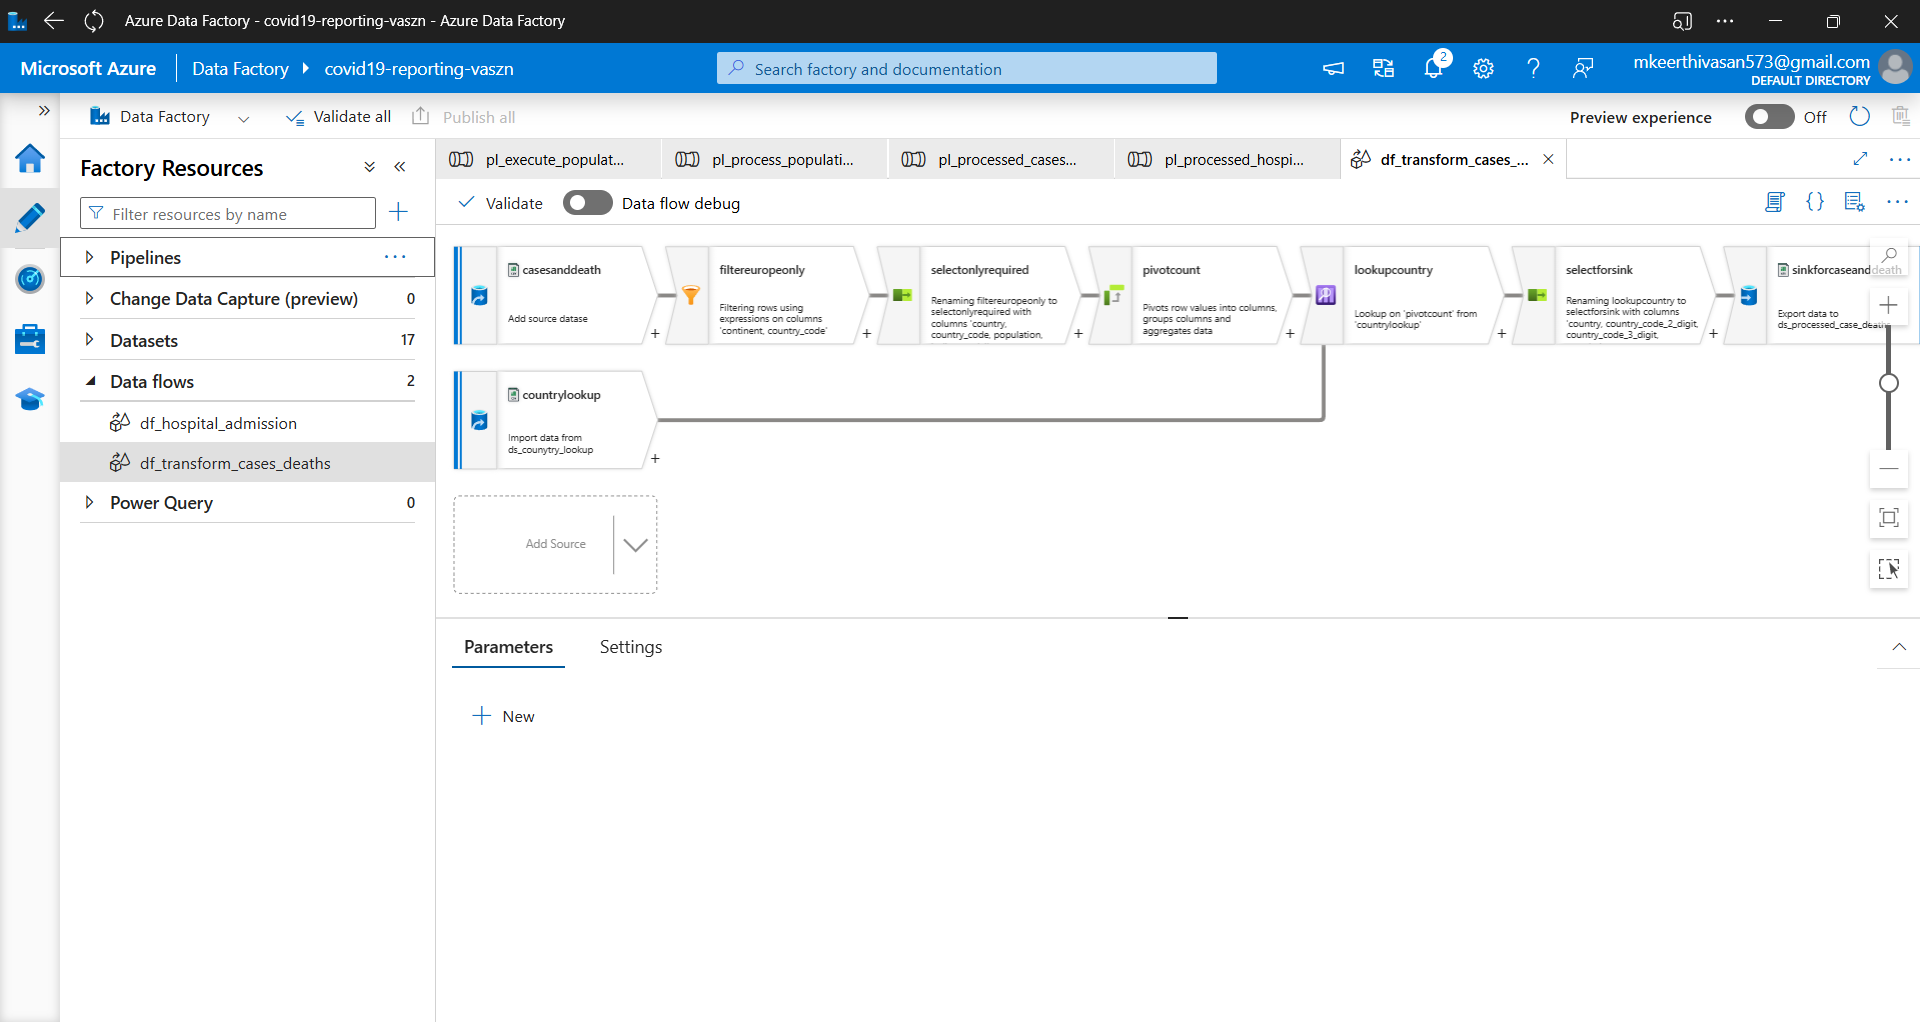 Azure Data Factory - covid19-reporting-vaszn - Azure Data Factory
Microsoft Azure
Data Factory
covid19-reporting-vaszn
Search factory and documentation
2
mkeerthivasan573@gmail.com
DEFAULT DIRECTORY
Data Factory
Validate all
Publish all
Preview experience
Off
Factory Resources
Filter resources by name
Pipelines
Change Data Capture (preview) 0
Datasets 17
Data flows 2
df_hospital_admission
df_transform_cases_deaths
Power Query 0
pl_execute_populat...
pl_process_populati...
pl_processed_cases...
pl_processed_hospi...
df_transform_cases_...
Validate
Data flow debug
casesanddeath
Add source datase
filtereuropeonly
Filtering rows using
expressions on columns
'continent, country_code'
selectonlyrequired
Renaming filtereuropeonly to
selectonlyrequired with
columns 'country,
country_code, population,
pivotcount
Pivots row values into columns,
groups columns and
aggregates data
lookupcountry
Lookup on 'pivotcount' from
'countrylookup'
selectforsink
Renaming lookupcountry to
selectforsink with columns
'country, country_code_2_digit,
country_code_3_digit,
sinkforcaseanddeath
Export data to
ds_processed_case_death
countrylookup
Import data from
ds_counytry_lookup
Add Source
Parameters
Settings
New